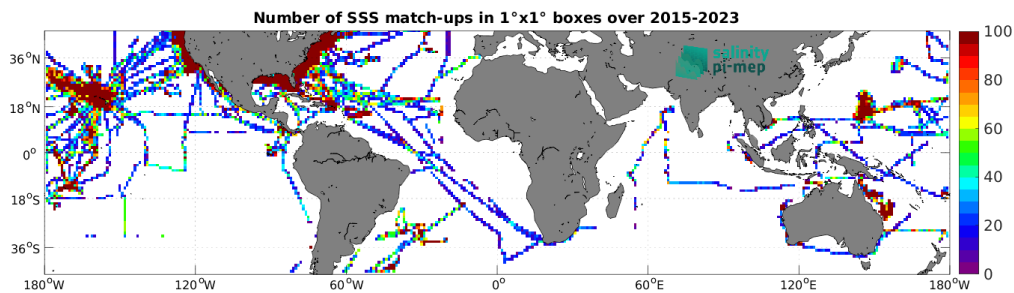 Number of SSS match-ups in 1°x1° boxes over 2015-2023
salinity
pi-mep
36°N
18°N
0°
18°S
36°S
180°W
120°W
60°W
0°
60°E
120°E
180°W
100
80
60
40
20
0